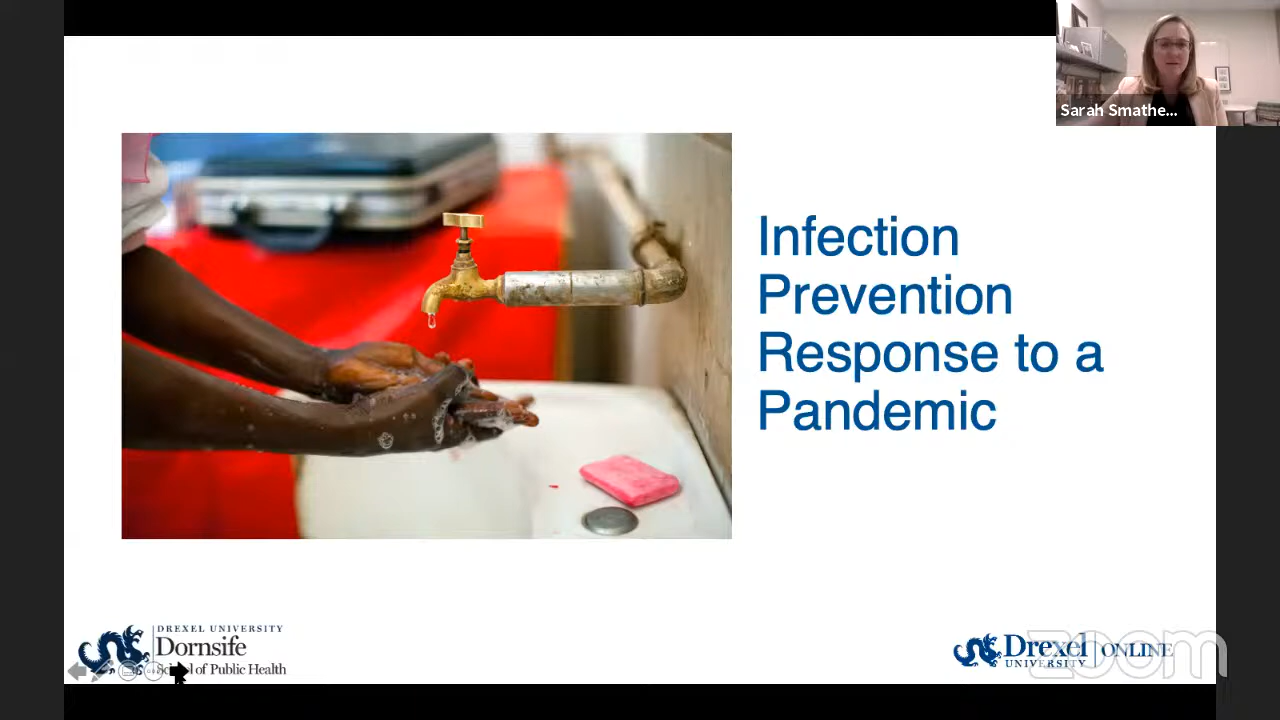 Sarah Smathe...
Infection
Prevention
Response to a
Pandemic
DREXEL UNIVERSITY
Dornsife
School of Public Health
Drexel
UNIVERSITY
ONLINE
zoom